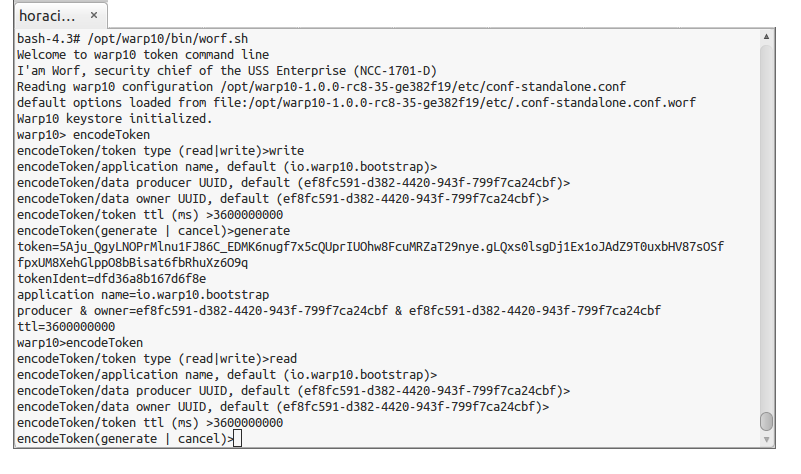 horaci... ×
bash-4.3# /opt/warp10/bin/worf.sh
Welcome to warp10 token command line
I'am Worf, security chief of the USS Enterprise (NCC-1701-D)
Reading warp10 configuration /opt/warp10-1.0.0-rc8-35-ge382f19/etc/conf-standalone.conf
default options loaded from file:/opt/warp10-1.0.0-rc8-35-ge382f19/etc/.conf-standalone.conf.worf
Warp10 keystore initialized.
warp10> encodeToken
encodeToken/token type (read|write)>write
encodeToken/application name, default (io.warp10.bootstrap)>
encodeToken/data producer UUID, default (ef8fc591-d382-4420-943f-799f7ca24cbf)>
encodeToken/data owner UUID, default (ef8fc591-d382-4420-943f-799f7ca24cbf)>
encodeToken/token ttl (ms) >3600000000
encodeToken(generate | cancel)>generate
token=5Aju_QgyLNOPrMlnu1FJ86C_EDMK6nugf7x5cQUprIUOhw8FcuMRZaT29nye.gLQxs0lsgDj1Ex1oJAdZ9T0uxbHV87sOSf
fpxUM8XehGlppO8bBisat6fbRhuXz6O9q
tokenIdent=dfd36a8b167d6f8e
application name=io.warp10.bootstrap
producer & owner=ef8fc591-d382-4420-943f-799f7ca24cbf & ef8fc591-d382-4420-943f-799f7ca24cbf
ttl=3600000000
warp10>encodeToken
encodeToken/token type (read|write)>read
encodeToken/application name, default (io.warp10.bootstrap)>
encodeToken/data producer UUID, default (ef8fc591-d382-4420-943f-799f7ca24cbf)>
encodeToken/data owner UUID, default (ef8fc591-d382-4420-943f-799f7ca24cbf)>
encodeToken/token ttl (ms) >3600000000
encodeToken(generate | cancel)>